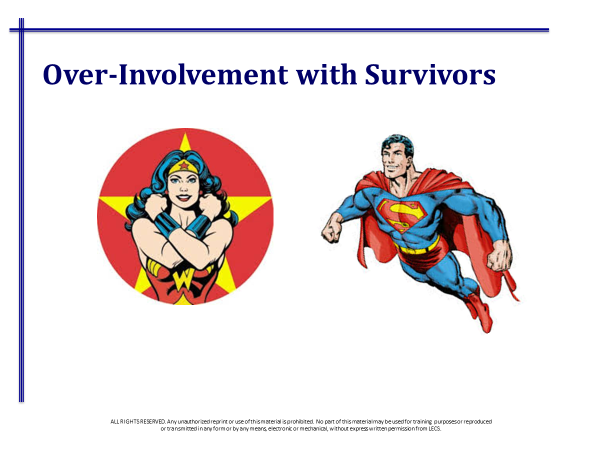 Over-Involvement with Survivors
W
S
ALL RIGHTS RESERVED. Any unauthorized reprint or use of this material is prohibited. No part of this material may be used for training purposes or reproduced
or transmitted in any form or by any means, electronic or mechanical, without express written permission from LECS.